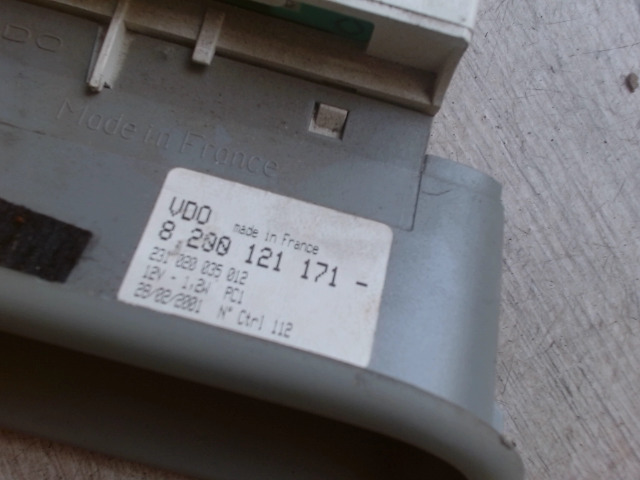 VDO
Made in France
VDO made in France
8 200 121 171 -
231 020 035 012
12V - 1,2W PC1
28/02/2001 N° Ctrl 112